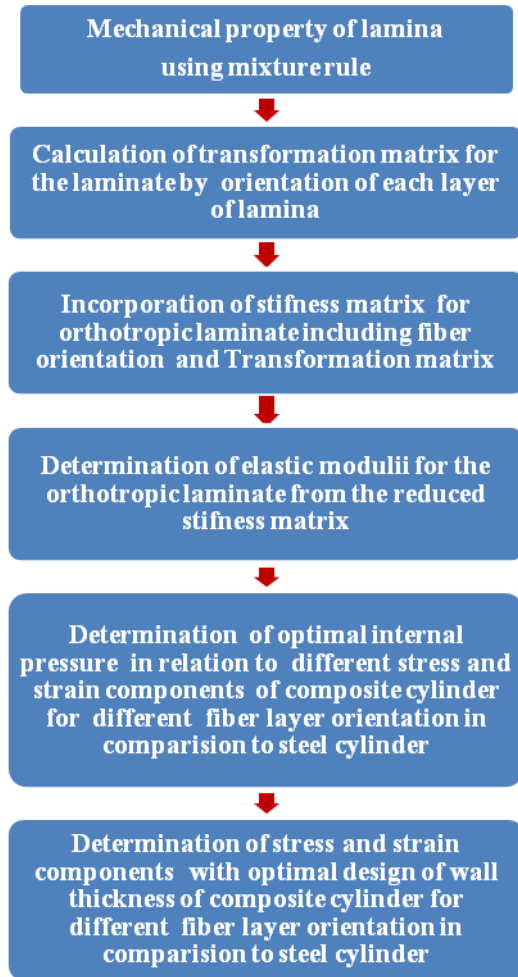 Mechanical property of lamina
using mixture rule
Calculation of transformation matrix for
the laminate by orientation of each layer
of lamina
Incorporation of stifness matrix for
orthotropic laminate including fiber
orientation and Transformation matrix
Determination of elastic modulii for the
orthotropic laminate from the reduced
stifness matrix
Determination of optimal internal
pressure in relation to different stress and
strain components of composite cylinder
for different fiber layer orientation in
comparision to steel cylinder
Determination of stress and strain
components with optimal design of wall
thickness of composite cylinder for
different fiber layer orientation in
comparision to steel cylinder